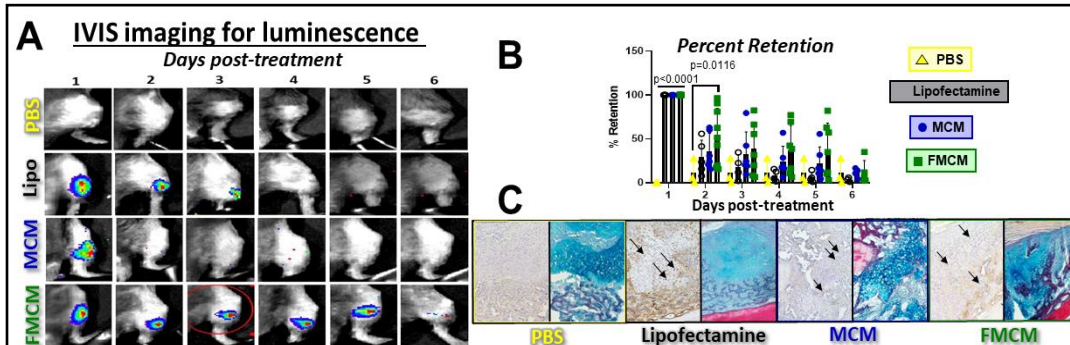 A
IVIS imaging for luminescence
Days post-treatment
1 2 3 4 5 6
PBS
Lipo
MCM
FMCM
B
Percent Retention
p<0.0001
p=0.0116
% Retention
150
100
50
0
1 2 3 4 5 6
Days post-treatment
PBS
Lipofectamine
MCM
FMCM
C
PBS
Lipofectamine
MCM
FMCM